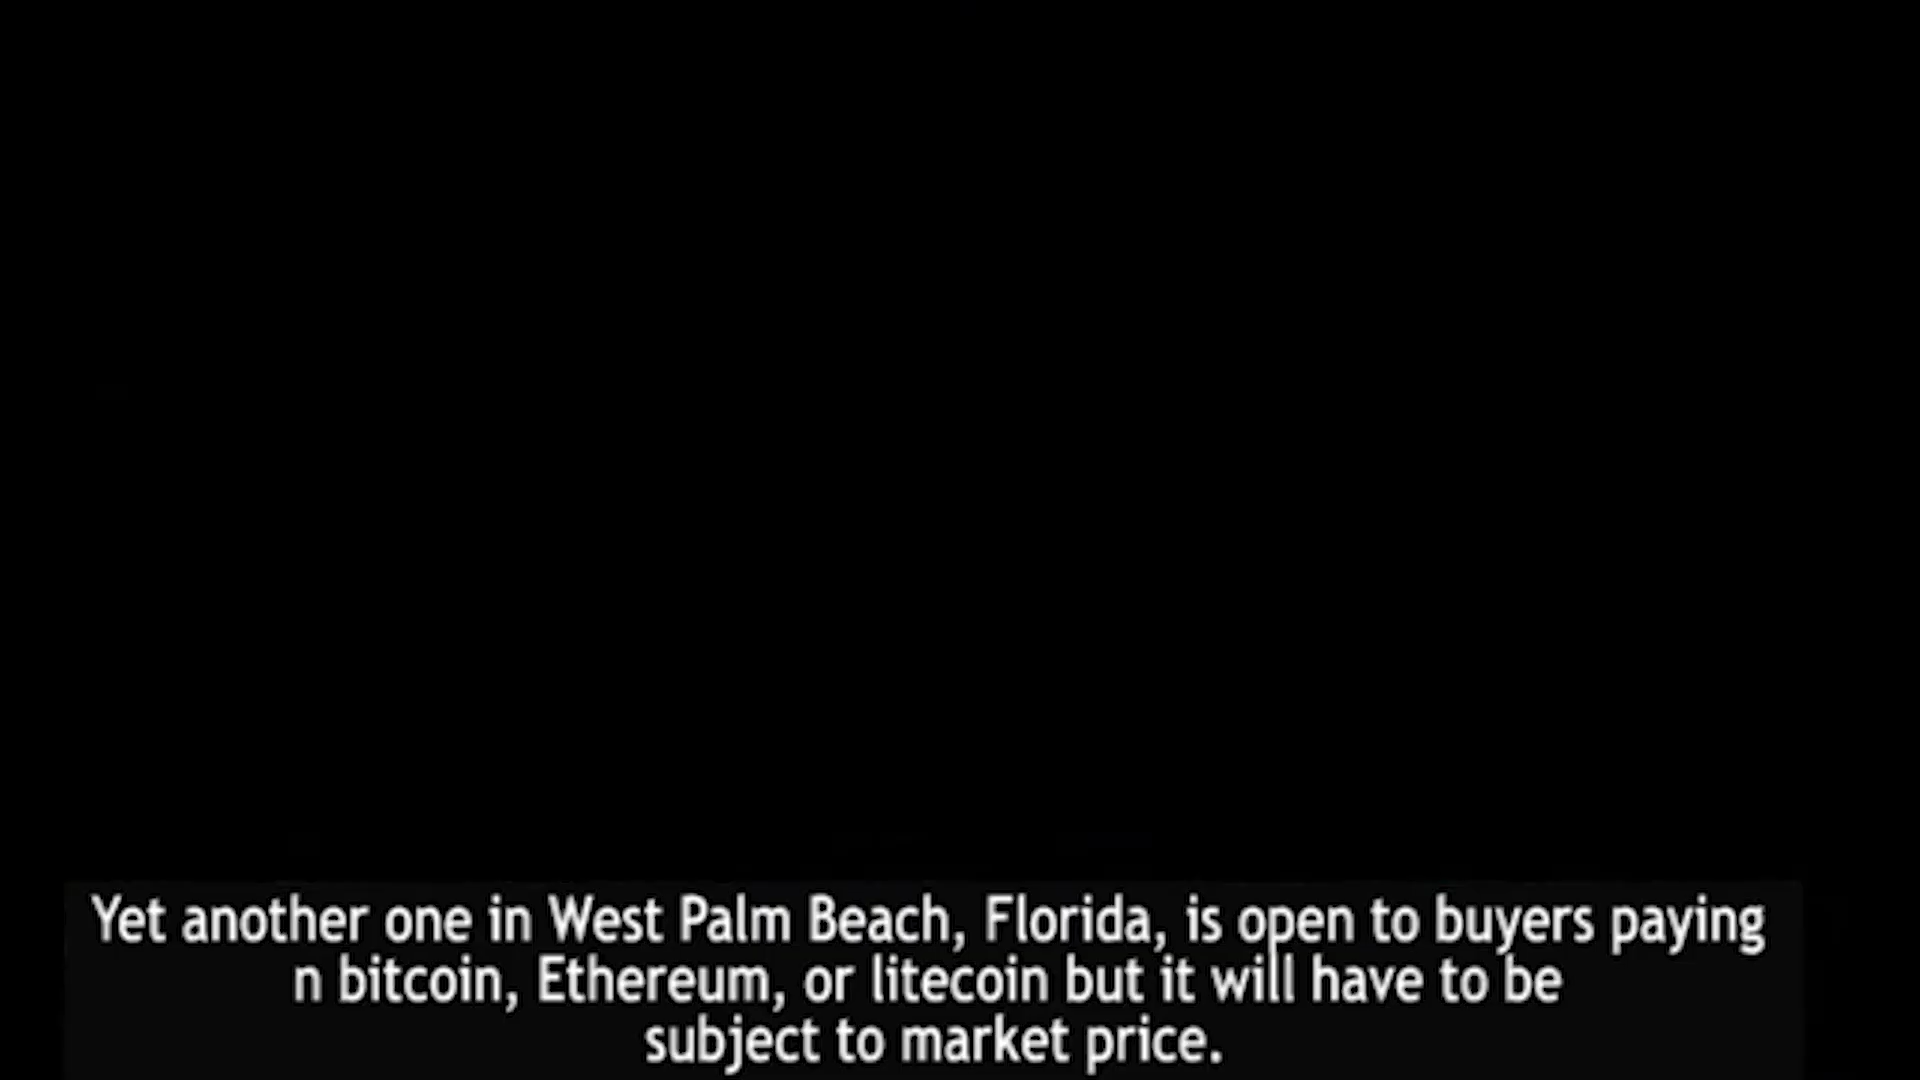 Yet another one in West Palm Beach, Florida, is open to buyers paying
n bitcoin, Ethereum, or litecoin but it will have to be
subject to market price.